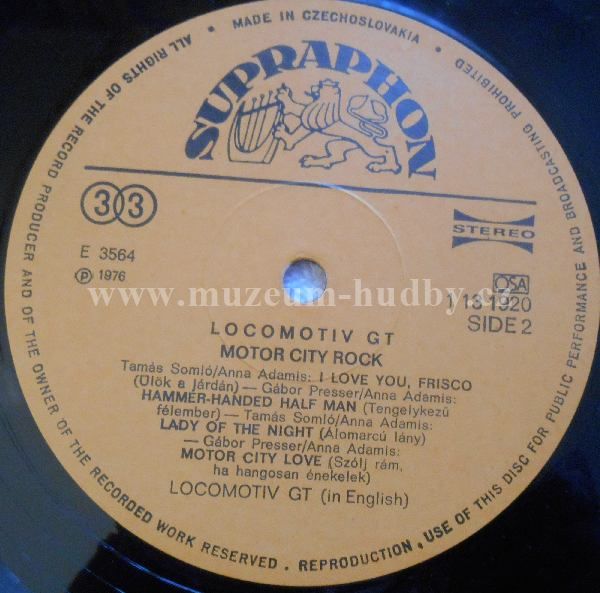 MADE IN CZECHOSLOVAKIA
ALL RIGHTS OF THE RECORD PRODUCER AND OF THE OWNER OF THE RECORDED WORK RESERVED. REPRODUCTION, USE OF THIS DISC FOR PUBLIC PERFORMANCE AND BROADCASTING PROHIBITED
SUPRAPHON
33
STEREO
E 3564
Ⓟ 1976
OSA
113-1920
SIDE 2
www.muzeum-hudby.cz
LOCOMOTIV GT
MOTOR CITY ROCK
Tamás Somló/Anna Adamis: I LOVE YOU, FRISCO
(Ülök a járdán) — Gábor Presser/Anna Adamis:
HAMMER-HANDED HALF MAN (Tengelykezű
félember) — Tamás Somló/Anna Adamis:
LADY OF THE NIGHT (Álomarcú lány)
— Gábor Presser/Anna Adamis:
MOTOR CITY LOVE (Szólj rám,
ha hangosan énekelek)
LOCOMOTIV GT (in English)